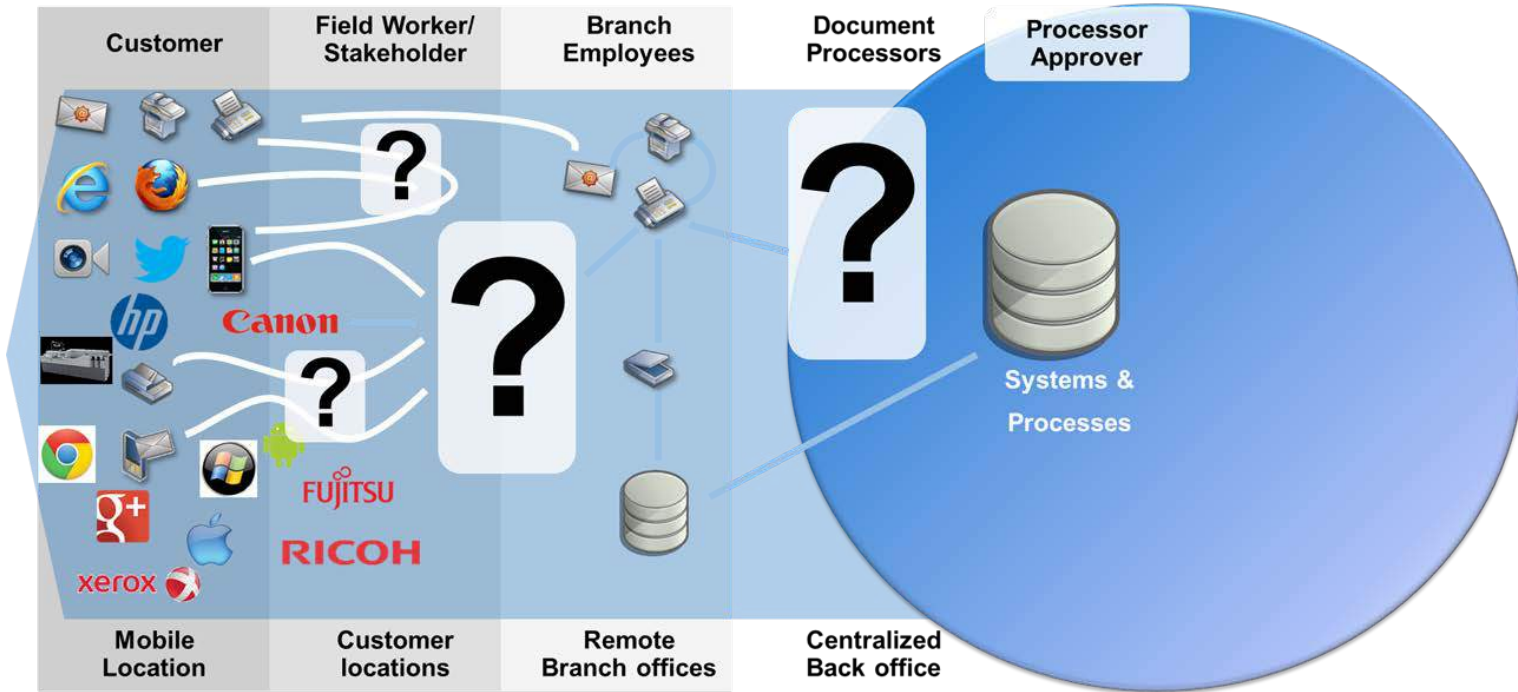 Customer
Field Worker/
Stakeholder
Branch
Employees
Document
Processors
Processor
Approver
?
?
?
hp
Canon
?
Systems &
Processes
FUJITSU
g+
RICOH
xerox
Mobile
Location
Customer
locations
Remote
Branch offices
Centralized
Back office